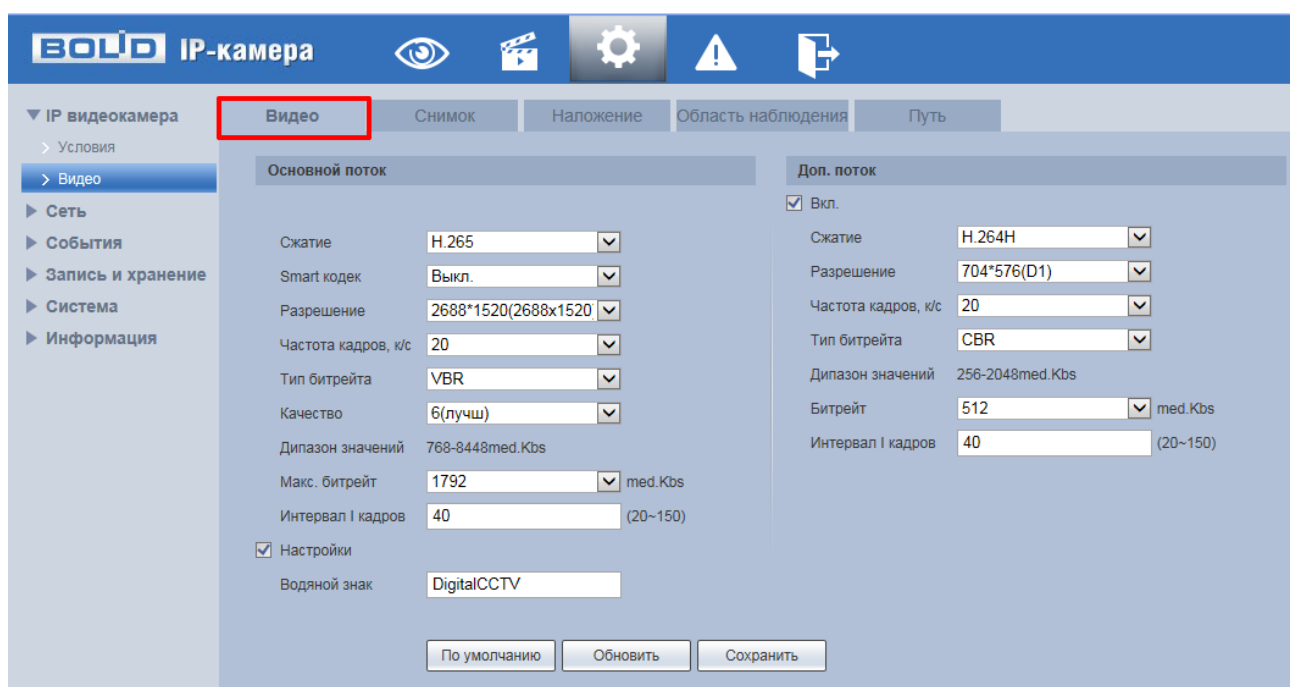 BOLID IP-камера
IP видеокамера
Условия
Видео
Сеть
События
Запись и хранение
Система
Информация
Видео Снимок Наложение Область наблюдения Путь
Основной поток
Сжатие H.265
Smart кодек Выкл.
Разрешение 2688*1520(2688x1520)
Частота кадров, к/с 20
Тип битрейта VBR
Качество 6(лучш)
Дипазон значений 768-8448med.Kbs
Макс. битрейт 1792 med.Kbs
Интервал I кадров 40 (20~150)
Настройки
Водяной знак DigitalCCTV
Доп. поток
Вкл.
Сжатие H.264H
Разрешение 704*576(D1)
Частота кадров, к/с 20
Тип битрейта CBR
Дипазон значений 256-2048med.Kbs
Битрейт 512 med.Kbs
Интервал I кадров 40 (20~150)
По умолчанию Обновить Сохранить